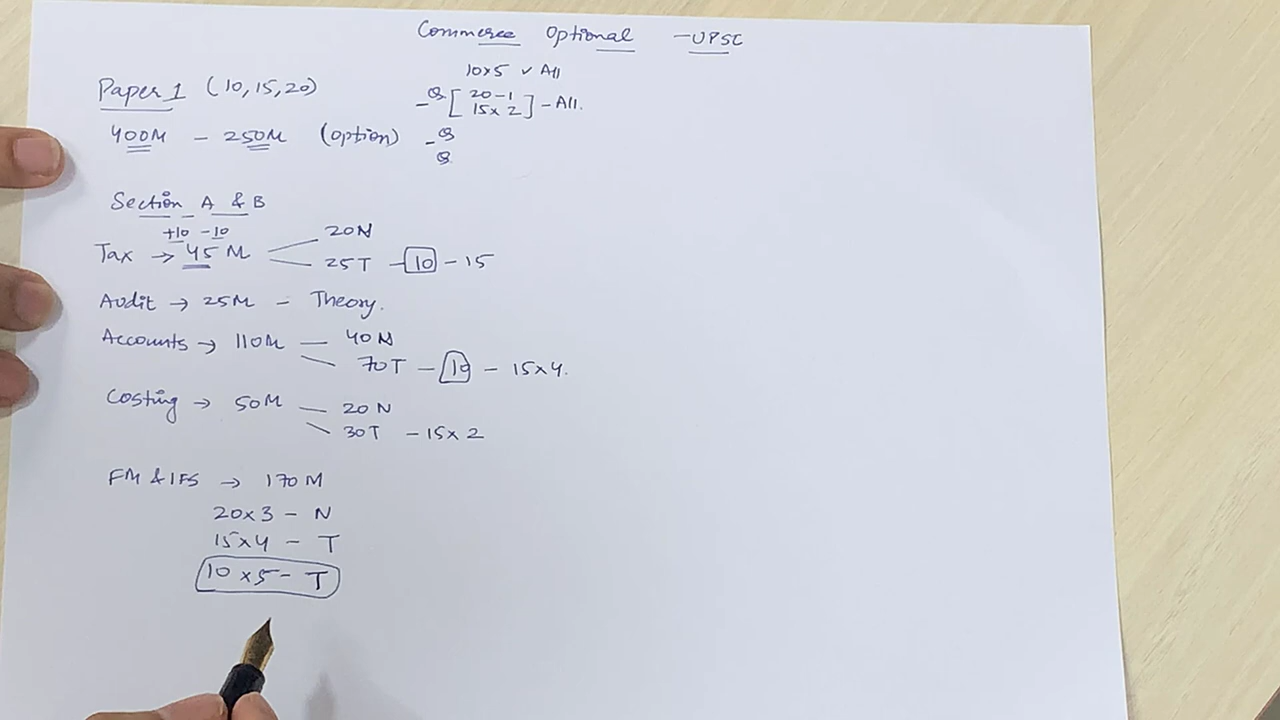 Commerce Optional - UPSC
10x5 ✓ All
Paper 1 (10,15,20)
-Q [ 20-1
15x2 ] - All.
400M - 250M (option) -Q
Q
Section A & B
+10 -10
Tax → 45 M
20N
25T - 10 - 15
Audit → 25M - Theory.
Accounts → 110M - 40N
70T - 10 - 15x4.
Costing → 50M - 20N
30T - 15x2
FM & IFS → 170M
20x3 - N
15x4 - T
10x5 - T